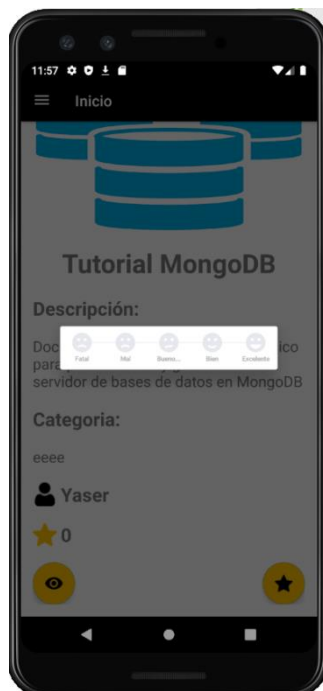 11:57
Inicio
Tutorial MongoDB
Descripción:
Doc ico
para
servidor de bases de datos en MongoDB
Fatal Mal Bueno... Bien Excelente
Categoria:
eeee
Yaser
0